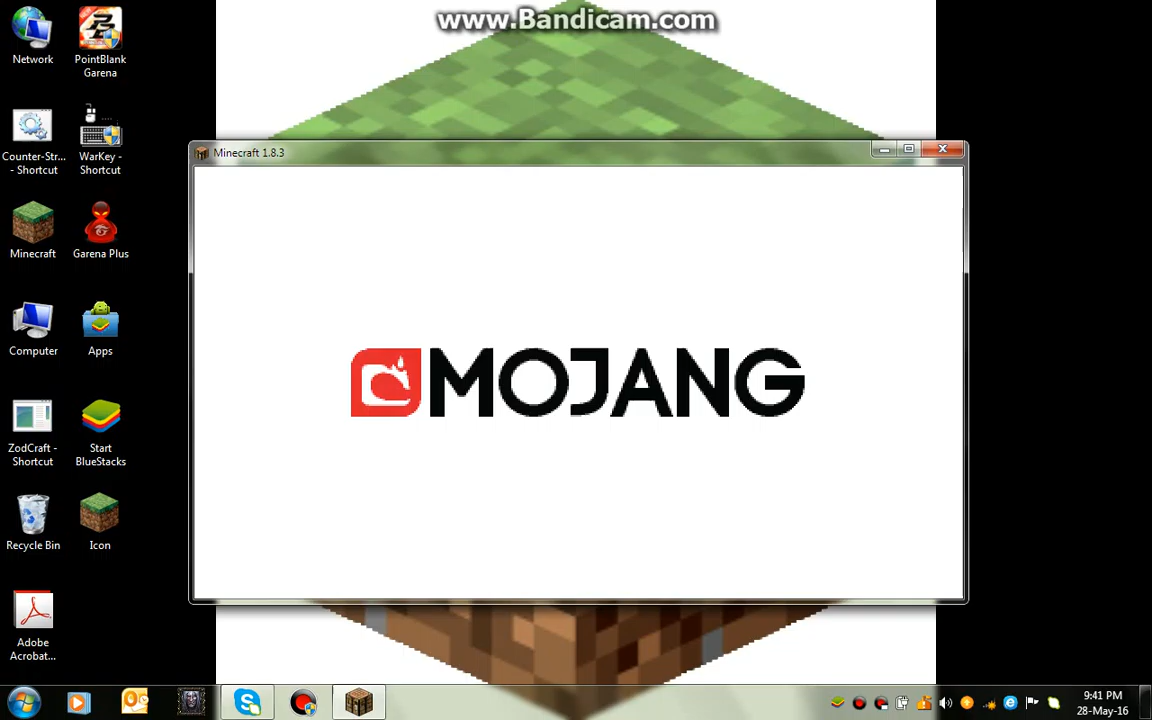 www.Bandicam.com
Network
PointBlank
Garena
Counter-Str...
- Shortcut
WarKey -
Shortcut
Minecraft
Garena Plus
Computer
Apps
ZodCraft -
Shortcut
Start
BlueStacks
Recycle Bin
Icon
Adobe
Acrobat...
Minecraft 1.8.3
MOJANG
9:41 PM
28-May-16